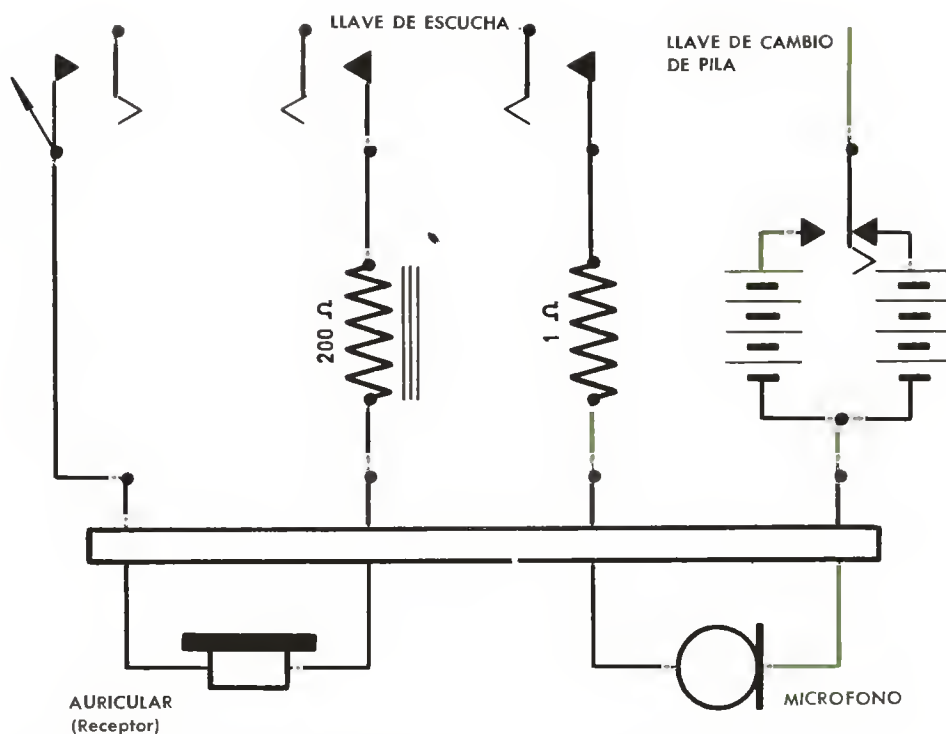 LLAVE DE ESCUCHA
LLAVE DE CAMBIO
DE PILA
200 Ω
1 Ω
AURICULAR
(Receptor)
MICROFONO